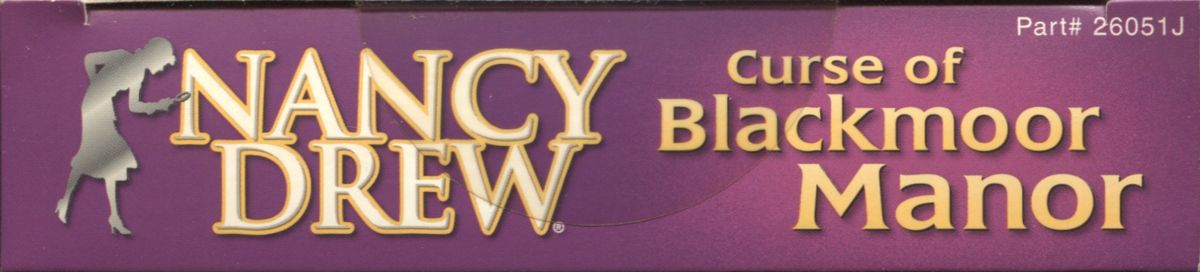 Part# 26051J
NANCY
DREW®
Curse of
Blackmoor
Manor